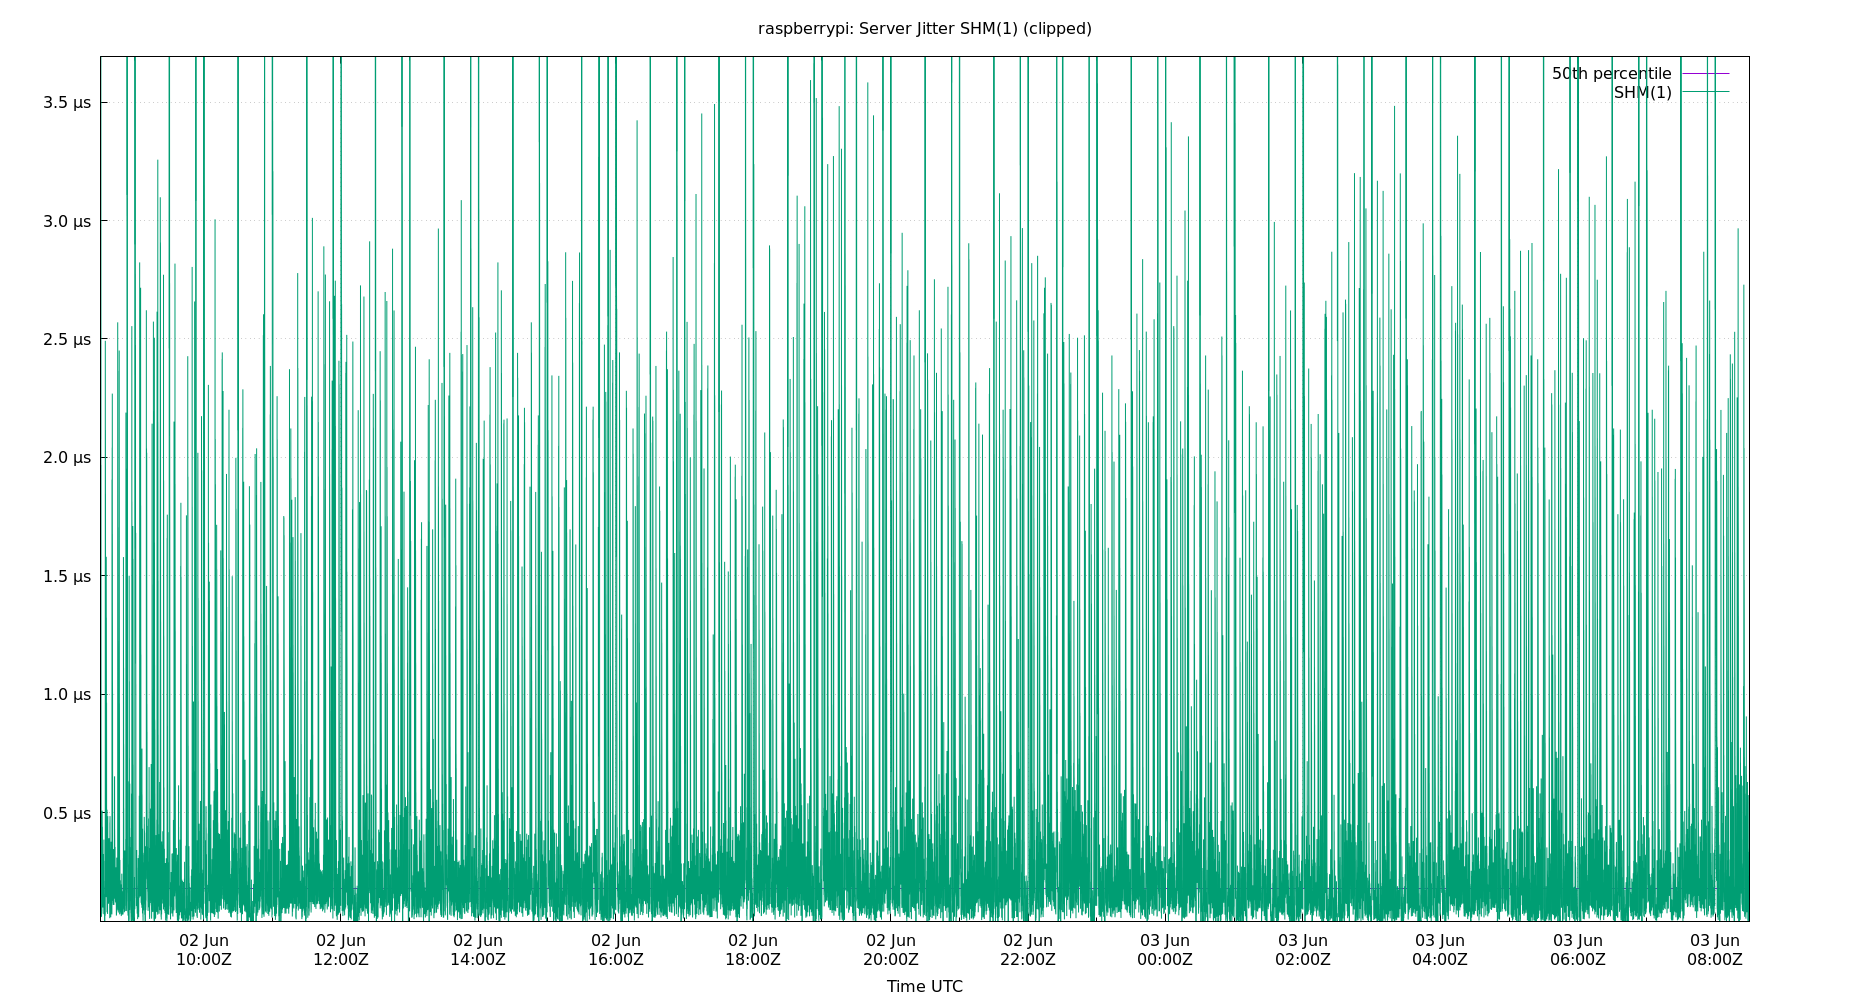 raspberrypi: Server Jitter SHM(1) (clipped)
50th percentile
SHM(1)
3.5 µs
3.0 µs
2.5 µs
2.0 µs
1.5 µs
1.0 µs
0.5 µs
02 Jun 02 Jun 02 Jun 02 Jun 02 Jun 02 Jun 02 Jun 03 Jun 03 Jun 03 Jun 03 Jun 03 Jun
10:00Z 12:00Z 14:00Z 16:00Z 18:00Z 20:00Z 22:00Z 00:00Z 02:00Z 04:00Z 06:00Z 08:00Z
Time UTC